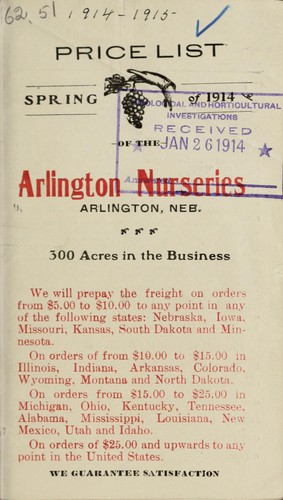 62.51 1914-1915
PRICE LIST
SPRING of 1914
AND HORTICULTURAL
INVESTIGATIONS
RECEIVED
OF THE
★ JAN 26 1914 ★
Arlington Nurseries
ARLINGTON, NEB.
300 Acres in the Business
We will prepay the freight on orders
from $5.00 to $10.00 to any point in any
of the following states: Nebraska, Iowa,
Missouri, Kansas, South Dakota and Min-
nesota.
On orders of from $10.00 to $15.00 in
Illinois, Indiana, Arkansas, Colorado,
Wyoming, Montana and North Dakota.
On orders from $15.00 to $25.00 in
Michigan, Ohio, Kentucky, Tennessee,
Alabama, Mississippi, Louisiana, New
Mexico, Utah and Idaho.
On orders of $25.00 and upwards to any
point in the United States.
WE GUARANTEE SATISFACTION